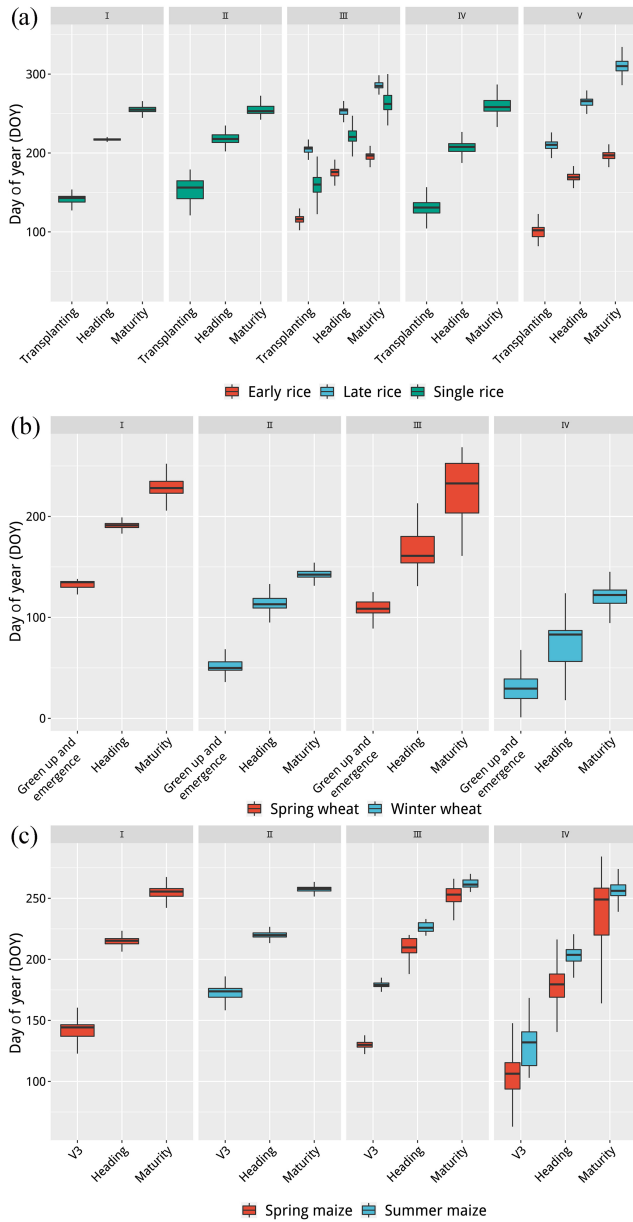 (a)
I II III IV V
Day of year (DOY)
300
200
100
Transplanting Heading Maturity Transplanting Heading Maturity Transplanting Heading Maturity Transplanting Heading Maturity Transplanting Heading Maturity
Early rice Late rice Single rice
(b)
I II III IV
Day of year (DOY)
200
100
0
Green up and emergence Heading Maturity Green up and emergence Heading Maturity Green up and emergence Heading Maturity Green up and emergence Heading Maturity
Spring wheat Winter wheat
(c)
I II III IV
Day of year (DOY)
250
200
150
100
V3 Heading Maturity V3 Heading Maturity V3 Heading Maturity V3 Heading Maturity
Spring maize Summer maize